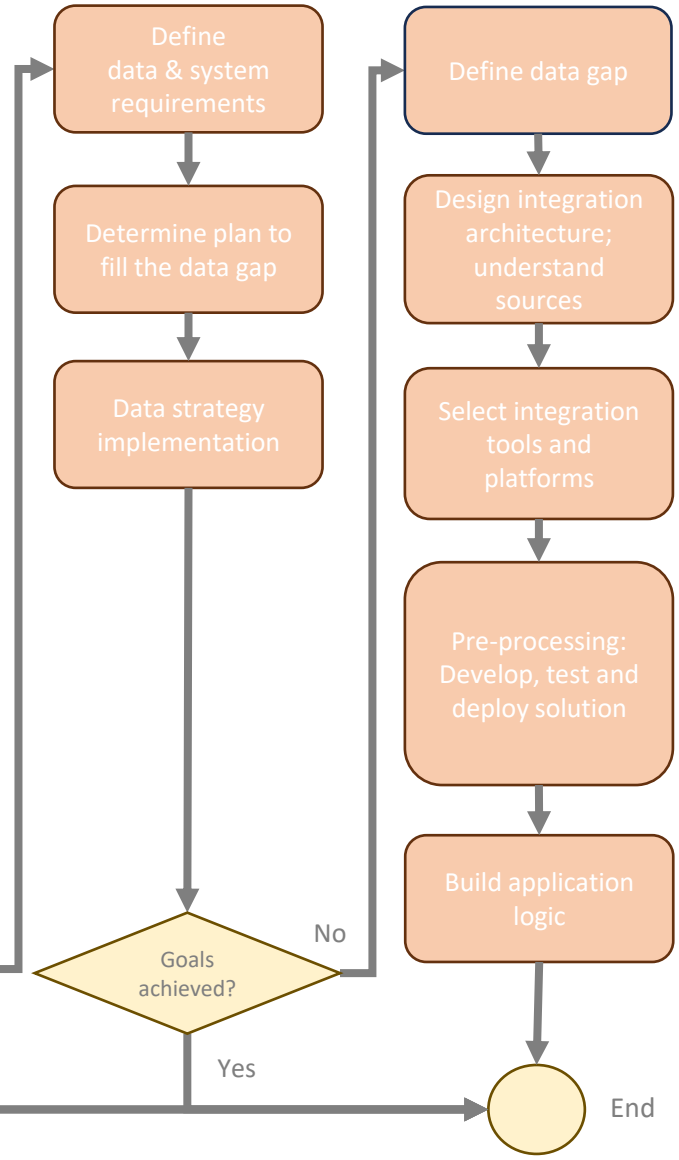 Define
data & system
requirements
Determine plan to
fill the data gap
Data strategy
implementation
Goals
achieved?
No
Yes
Define data gap
Design integration
architecture;
understand
sources
Select integration
tools and
platforms
Pre-processing:
Develop, test and
deploy solution
Build application
logic
End